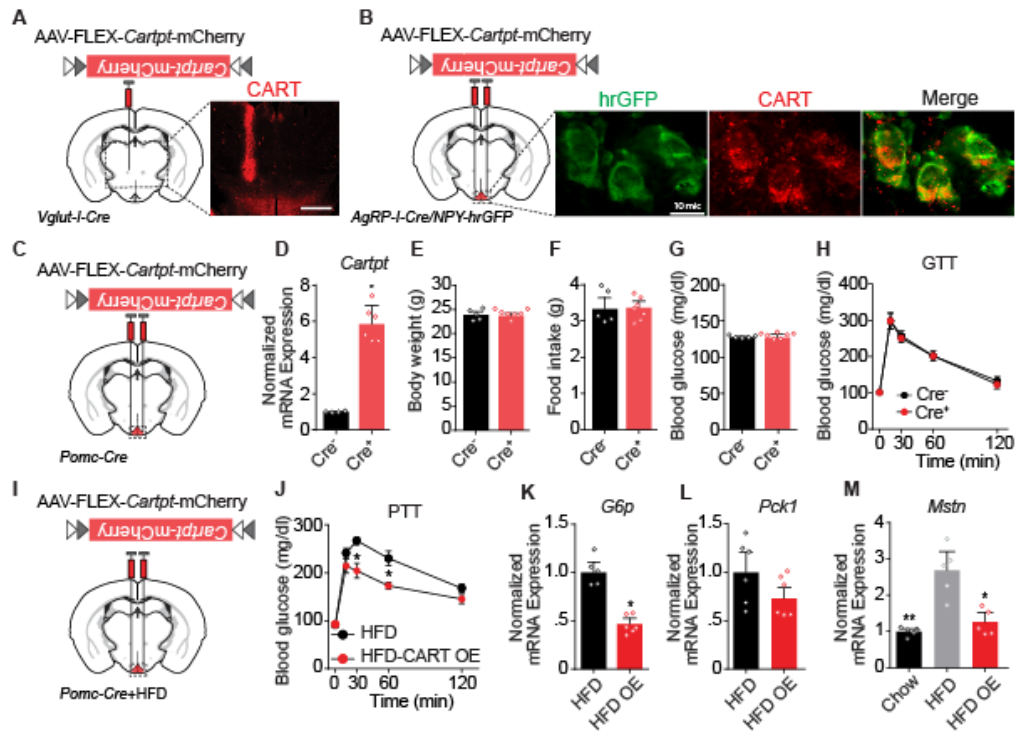 A
AAV-FLEX-Cartpt-mCherry
Cartpt-mCherry
CART
Vglut-I-Cre
B
AAV-FLEX-Cartpt-mCherry
Cartpt-mCherry
hrGFP
CART
Merge
10 mic
AgRP-I-Cre/NPY-hrGFP
C
AAV-FLEX-Cartpt-mCherry
Cartpt-mCherry
Pomc-Cre
D
Cartpt
Normalized
mRNA Expression
8
6
4
2
0
*
Cre-
Cre+
E
Body weight (g)
30
25
20
15
10
5
0
Cre-
Cre+
F
Food intake (g)
5
4
3
2
1
0
Cre-
Cre+
G
Blood glucose (mg/dl)
200
150
100
50
0
Cre-
Cre+
H
GTT
Blood glucose (mg/dl)
400
300
200
100
0
Cre-
Cre+
0 30 60 120
Time (min)
I
AAV-FLEX-Cartpt-mCherry
Cartpt-mCherry
Pomc-Cre+HFD
J
PTT
Blood glucose (mg/dl)
300
200
100
0
*
*
*
HFD
HFD-CART OE
0 30 60 120
Time (min)
K
G6p
Normalized
mRNA Expression
1.5
1.0
0.5
0
*
HFD
HFD OE
L
Pck1
Normalized
mRNA Expression
1.5
1.0
0.5
0
HFD
HFD OE
M
Mstn
Normalized
mRNA Expression
4
3
2
1
0
**
*
Chow
HFD
HFD OE